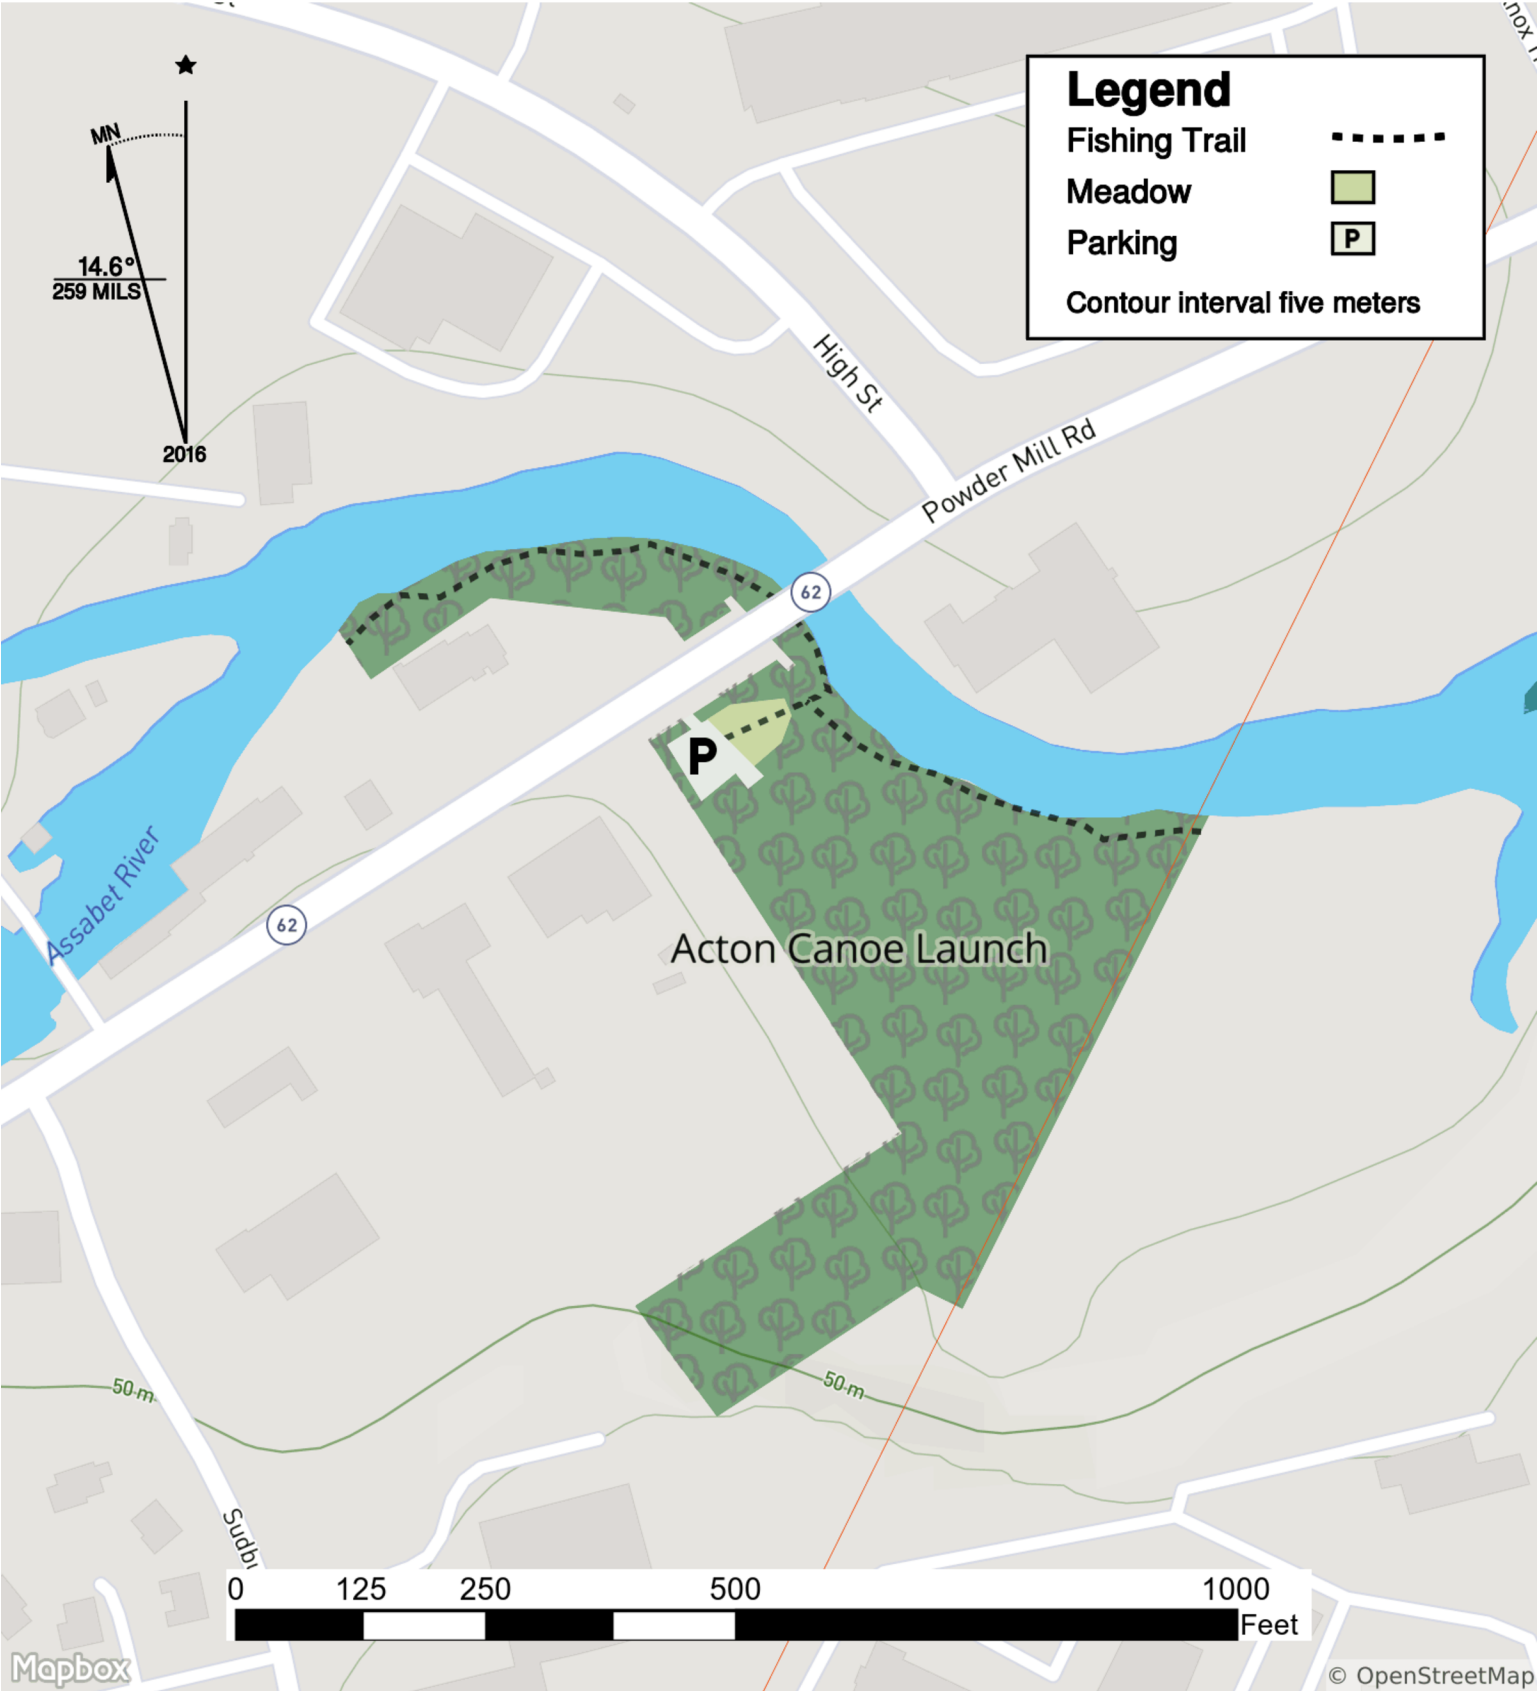 MN
14.6°
259 MILS
2016
Legend
Fishing Trail
Meadow
Parking
P
Contour interval five meters
High St
Powder Mill Rd
62
P
Assabet River
62
Acton Canoe Launch
50 m
50 m
Sudbu
0 125 250 500 1000
Feet
Mapbox
© OpenStreetMap